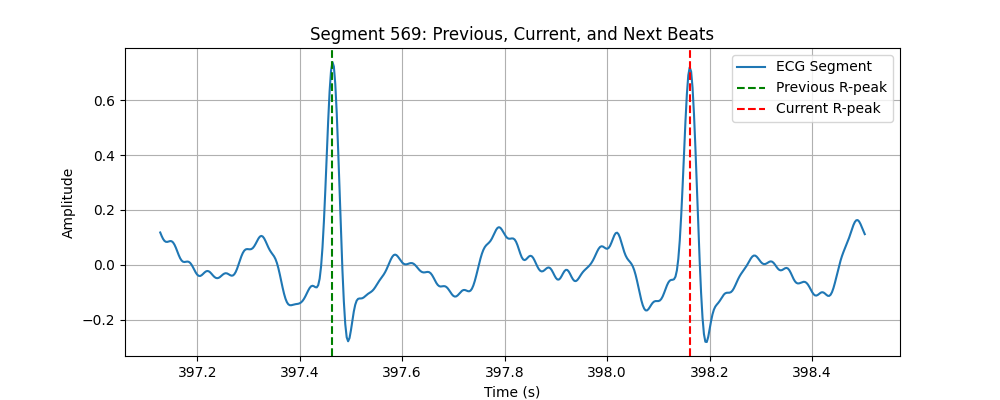 Segment 569: Previous, Current, and Next Beats
ECG Segment
Previous R-peak
Current R-peak
Amplitude
0.6
0.4
0.2
0.0
−0.2
397.2 397.4 397.6 397.8 398.0 398.2 398.4
Time (s)